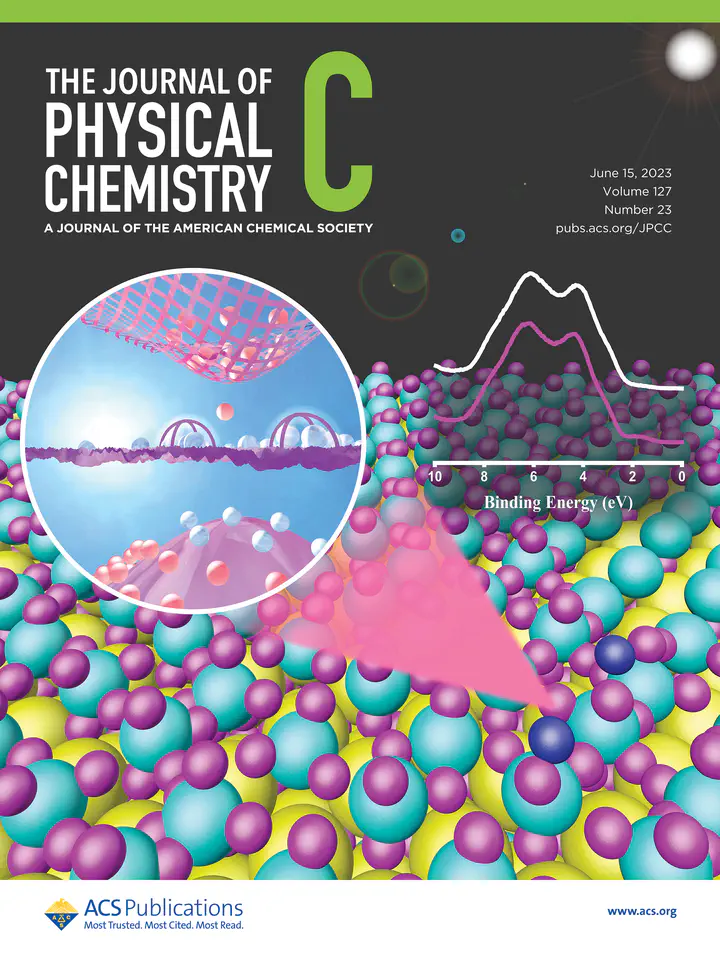 THE JOURNAL OF
PHYSICAL
CHEMISTRY
C
A JOURNAL OF THE AMERICAN CHEMICAL SOCIETY
June 15, 2023
Volume 127
Number 23
pubs.acs.org/JPCC
10 8 6 4 2 0
Binding Energy (eV)
ACS
ACS Publications
Most Trusted. Most Cited. Most Read.
www.acs.org